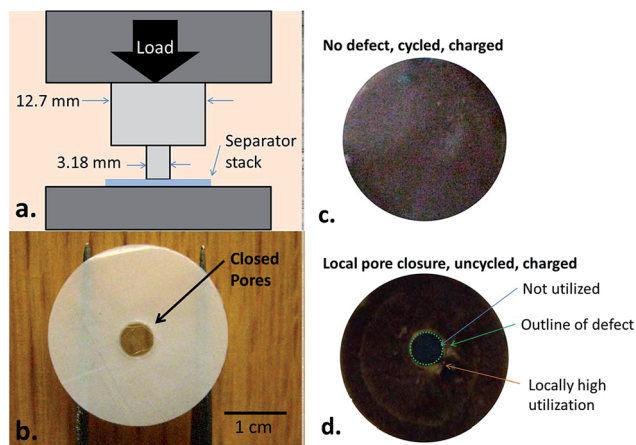 Load
12.7 mm
3.18 mm
Separator
stack
a.
Closed
Pores
1 cm
b.
No defect, cycled, charged
c.
Local pore closure, uncycled, charged
Not utilized
Outline of defect
Locally high
utilization
d.